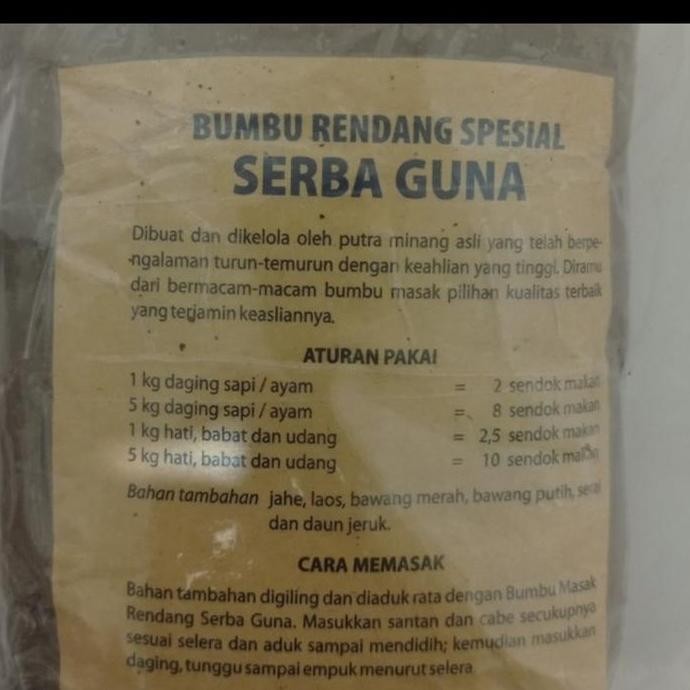 BUMBU RENDANG SPESIAL
SERBA GUNA
Dibuat dan dikelola oleh putra minang asli yang telah berpe-
-ngalaman turun-temurun dengan keahlian yang tinggi. Diramu
dari bermacam-macam bumbu masak pilihan kualitas terbaik
yang terjamin keasliannya.
ATURAN PAKAI
1 kg daging sapi / ayam = 2 sendok makan
5 kg daging sapi / ayam = 8 sendok makan
1 kg hati, babat dan udang = 2,5 sendok makan
5 kg hati, babat dan udang = 10 sendok makan
Bahan tambahan jahe, laos, bawang merah, bawang putih, serai
dan daun jeruk.
CARA MEMASAK
Bahan tambahan digiling dan diaduk rata dengan Bumbu Masak
Rendang Serba Guna. Masukkan santan dan cabe secukupnya
sesuai selera dan aduk sampai mendidih; kemudian masukkan
daging, tunggu sampai empuk menurut selera